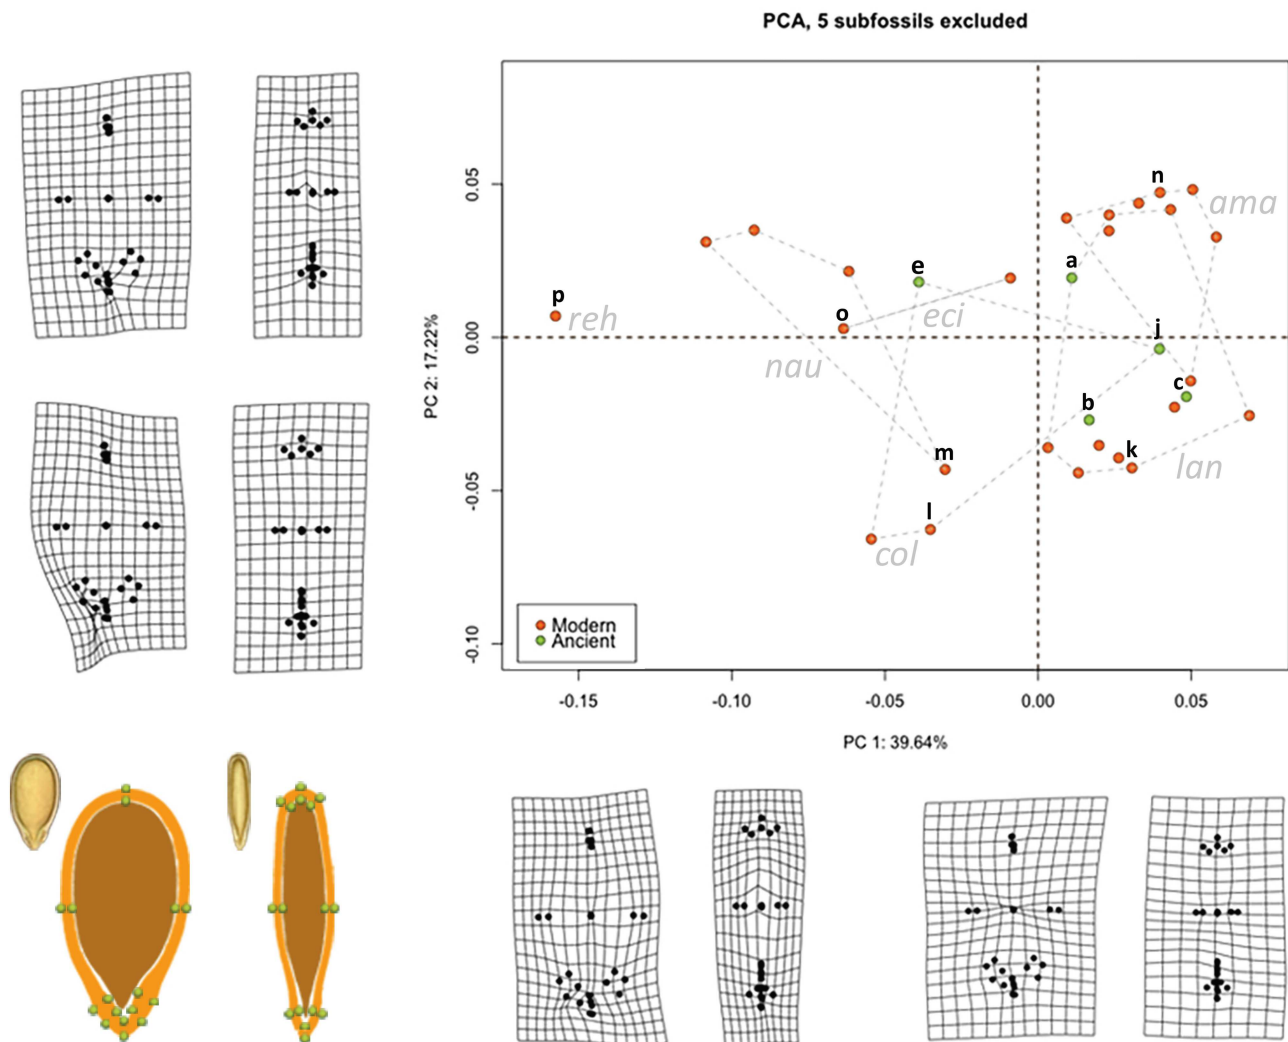 PCA, 5 subfossils excluded
0.05
0.00
-0.05
-0.10
PC 2: 17.22%
n
ama
a
e
p
reh
o
eci
j
nau
c
b
m
k
lan
l
col
Modern
Ancient
-0.15
-0.10
-0.05
0.00
0.05
PC 1: 39.64%